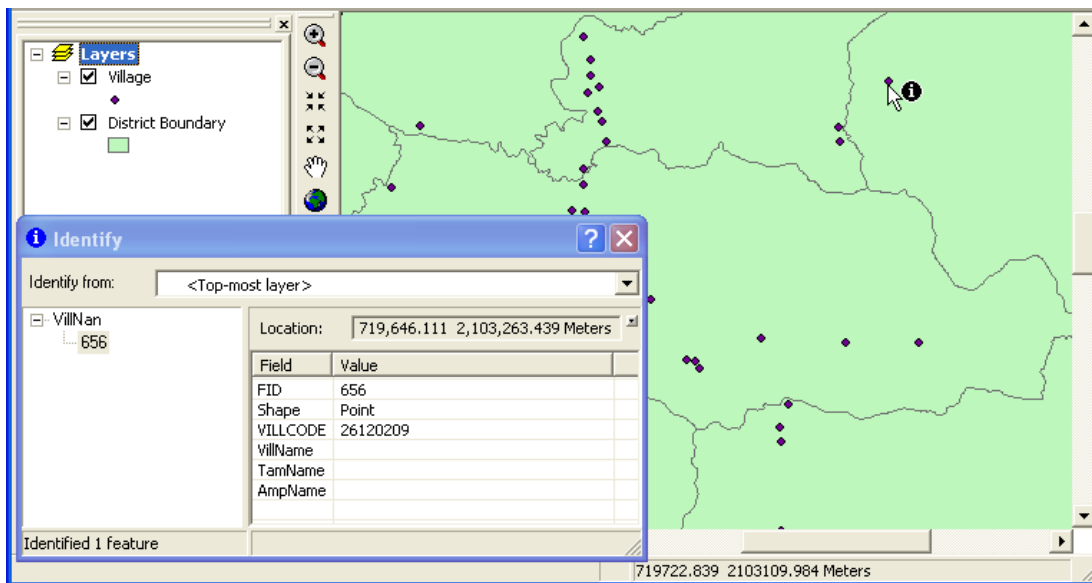 Layers
Village
District Boundary
Identify
Identify from: <Top-most layer>
VillNan
656
Location: 719,646.111 2,103,263.439 Meters
Field Value
FID 656
Shape Point
VILLCODE 26120209
VillName
TamName
AmpName
Identified 1 feature
719722.839 2103109.984 Meters